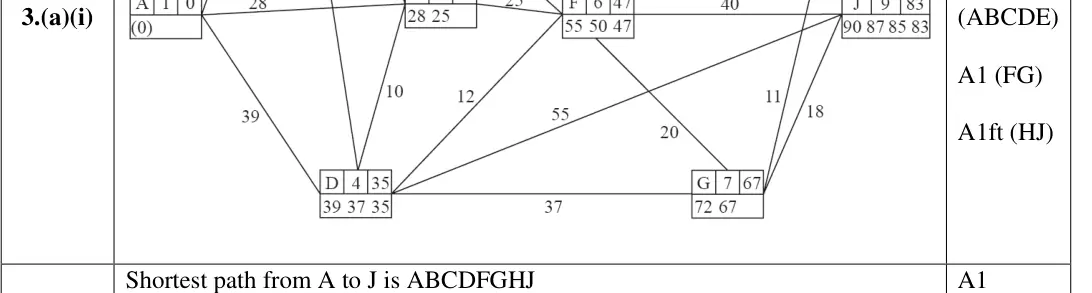 A 1 0
28
25
F 6 47
40
J 9 83
3.(a)(i)
(0)
28 25
55 50 47
90 87 85 83
(ABCDE)
A1 (FG)
10
12
11
39
55
18
20
A1ft (HJ)
D 4 35
G 7 67
39 37 35
37
72 67
Shortest path from A to J is ABCDFGHJ
A1